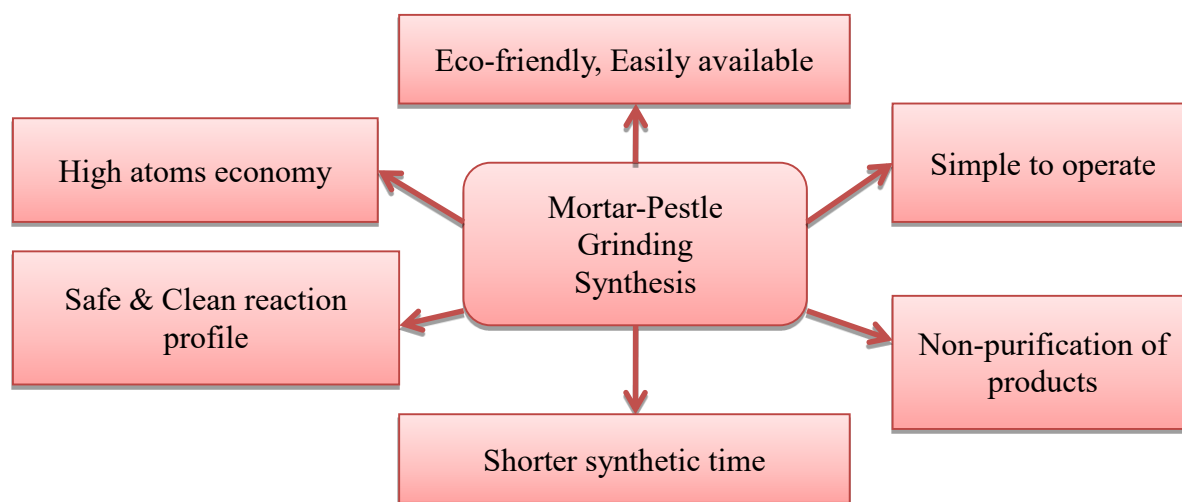 Eco-friendly, Easily available
High atoms economy
Simple to operate
Mortar-Pestle
Grinding
Synthesis
Safe & Clean reaction
profile
Non-purification of
products
Shorter synthetic time